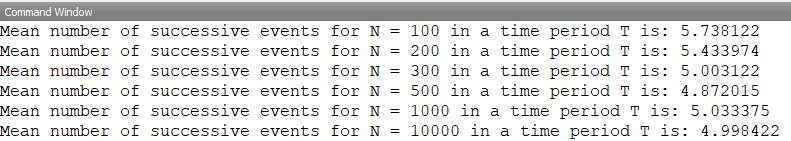 Command Window
Mean number of successive events for N = 100 in a time period T is: 5.738122
Mean number of successive events for N = 200 in a time period T is: 5.433974
Mean number of successive events for N = 300 in a time period T is: 5.003122
Mean number of successive events for N = 500 in a time period T is: 4.872015
Mean number of successive events for N = 1000 in a time period T is: 5.033375
Mean number of successive events for N = 10000 in a time period T is: 4.998422